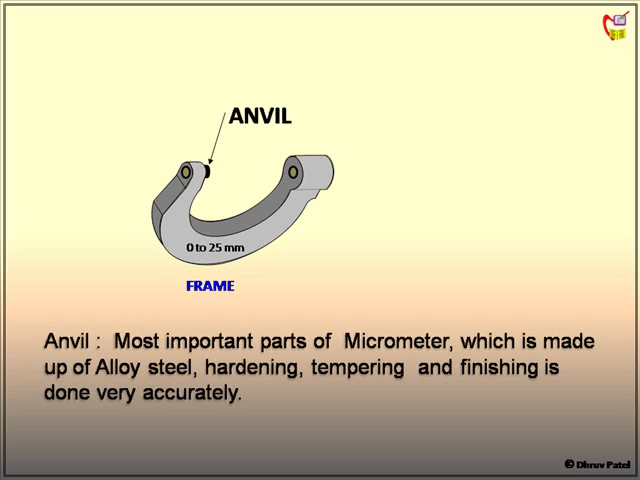 ANVIL
0 to 25 mm
FRAME
Anvil : Most important parts of Micrometer, which is made
up of Alloy steel, hardening, tempering and finishing is
done very accurately.
© Dhruv Patel